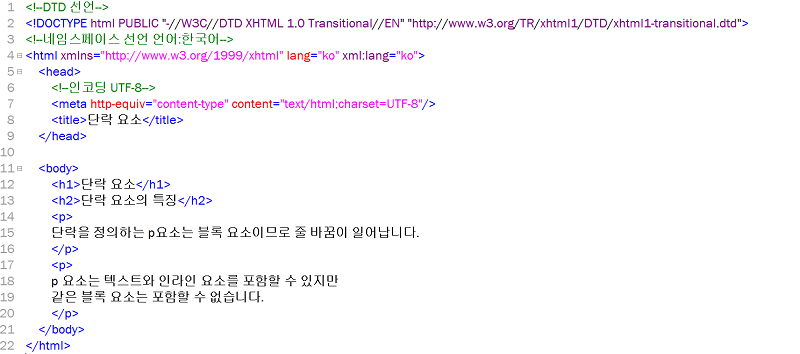 1 <!--DTD 선언-->
2 <!DOCTYPE html PUBLIC "-//W3C//DTD XHTML 1.0 Transitional//EN" "http://www.w3.org/TR/xhtml1/DTD/xhtml1-transitional.dtd">
3 <!--네임스페이스 선언 언어:한국어-->
4 <html xmlns="http://www.w3.org/1999/xhtml" lang="ko" xml:lang="ko">
5 <head>
6 <!--인코딩 UTF-8-->
7 <meta http-equiv="content-type" content="text/html;charset=UTF-8"/>
8 <title>단락 요소</title>
9 </head>
10
11 <body>
12 <h1>단락 요소</h1>
13 <h2>단락 요소의 특징</h2>
14 <p>
15 단락을 정의하는 p요소는 블록 요소이므로 줄 바꿈이 일어납니다.
16 </p>
17 <p>
18 p 요소는 텍스트와 인라인 요소를 포함할 수 있지만
19 같은 블록 요소는 포함할 수 없습니다.
20 </p>
21 </body>
22 </html>